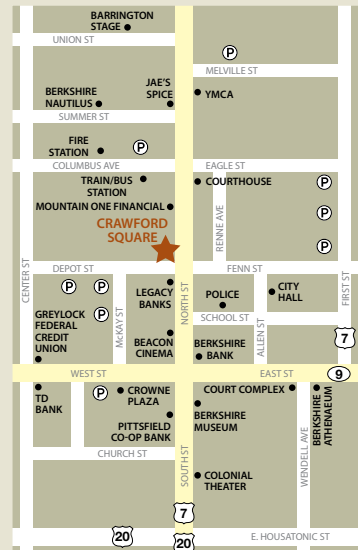 BARRINGTON
STAGE
UNION ST
P
MELVILLE ST
JAE'S
SPICE
BERKSHIRE
NAUTILUS
YMCA
SUMMER ST
FIRE
STATION
P
COLUMBUS AVE
EAGLE ST
TRAIN/BUS
STATION
COURTHOUSE
P
MOUNTAIN ONE FINANCIAL
RENNE AVE
P
CRAWFORD
SQUARE
P
CENTER ST
DEPOT ST
FENN ST
FIRST ST
P
P
LEGACY
BANKS
NORTH ST
POLICE
CITY
HALL
GREYLOCK
FEDERAL
CREDIT
UNION
P
McKAY ST
SCHOOL ST
ALLEN ST
7
BEACON
CINEMA
BERKSHIRE
BANK
WEST ST
EAST ST
9
TD
BANK
P
CROWNE
PLAZA
COURT COMPLEX
BERKSHIRE
ATHENAEUM
PITTSFIELD
CO-OP BANK
BERKSHIRE
MUSEUM
WENDELL AVE
CHURCH ST
SOUTH ST
COLONIAL
THEATER
7
20
20
E. HOUSATONIC ST